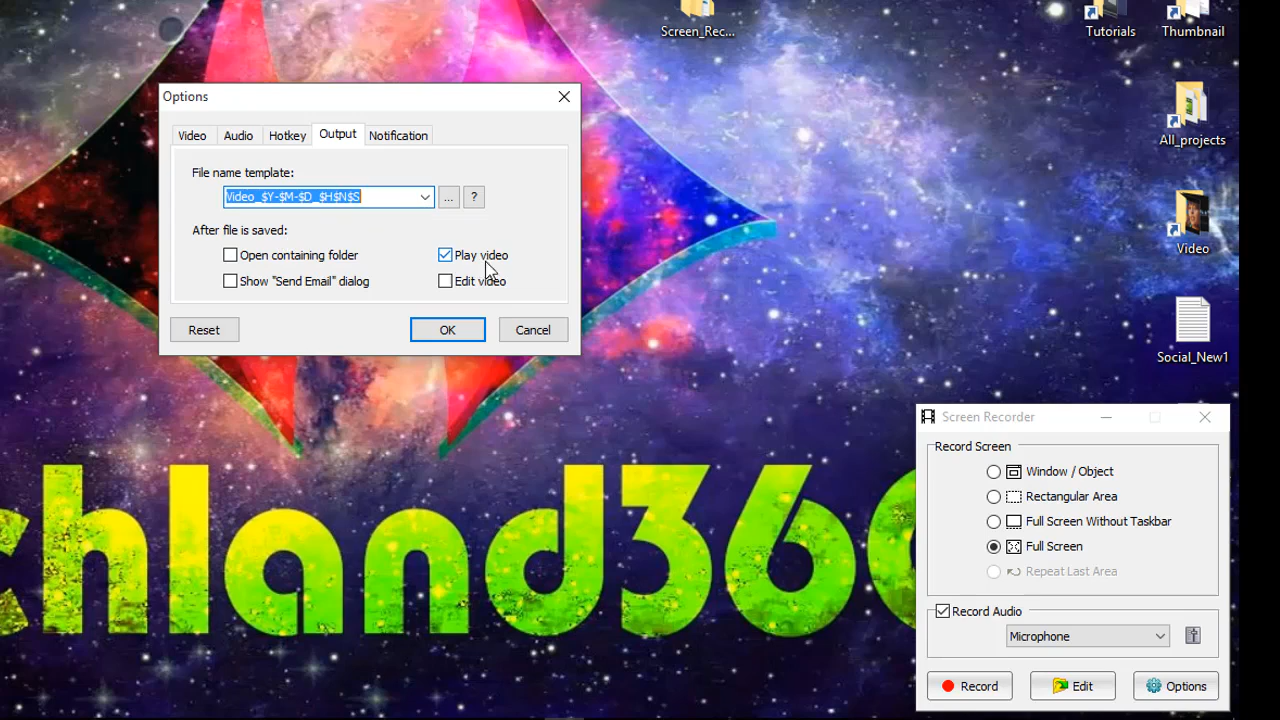 Screen_Rec...
Tutorials
Thumbnail
Options
Video
Audio
Hotkey
Output
Notification
All_projects
File name template:
Video_$Y-$M-$D_$H$N$S
...
?
After file is saved:
Open containing folder
Play video
Show "Send Email" dialog
Edit video
Video
Reset
OK
Cancel
Social_New1
Screen Recorder
Record Screen
Window / Object
Rectangular Area
Full Screen Without Taskbar
Full Screen
Repeat Last Area
Record Audio
Microphone
Record
Edit
Options
chland360